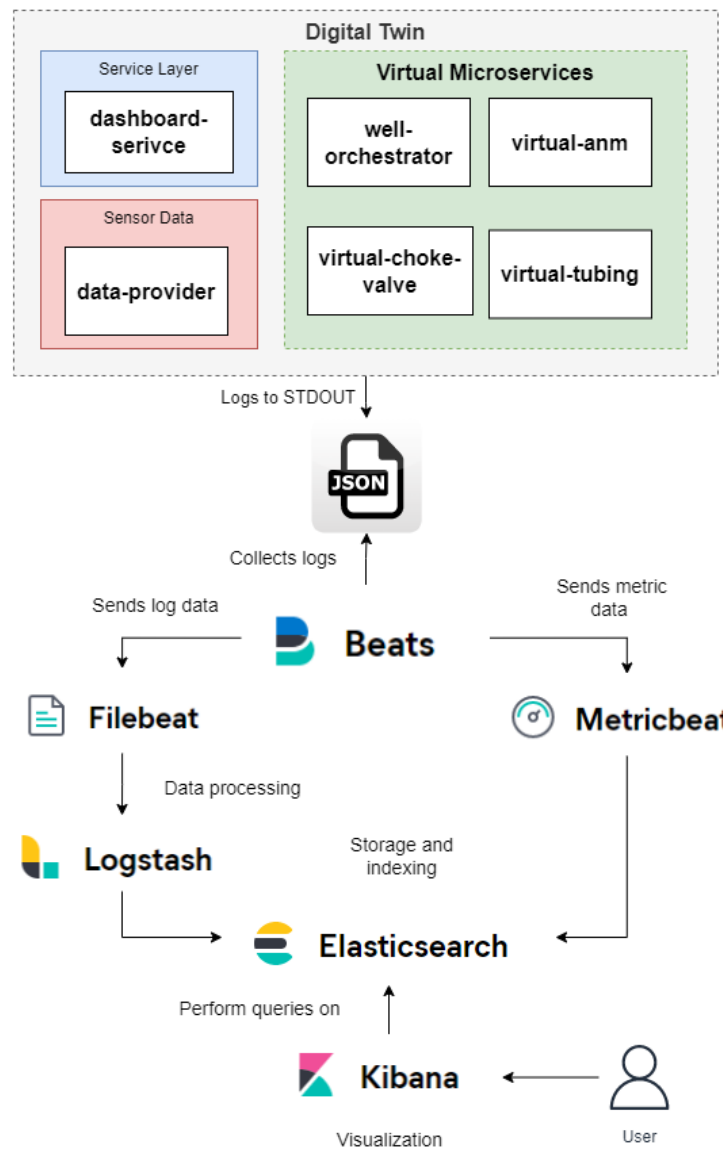 Digital Twin
Service Layer
dashboard-
serivce
Sensor Data
data-provider
Virtual Microservices
well-
orchestrator
virtual-anm
virtual-choke-
valve
virtual-tubing
Logs to STDOUT
JSON
Collects logs
Sends log data
Sends metric
data
Beats
Filebeat
Metricbeat
Data processing
Logstash
Storage and
indexing
Elasticsearch
Perform queries on
Kibana
Visualization
User